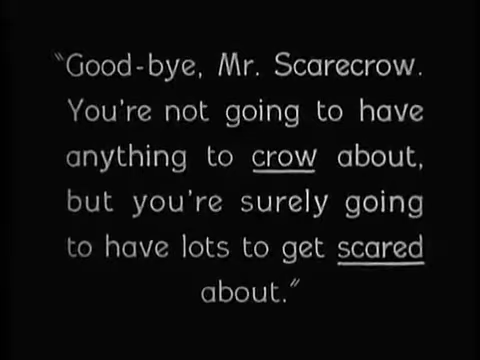 "Good-bye, Mr. Scarecrow.
You're not going to have
anything to crow about,
but you're surely going
to have lots to get scared
about."